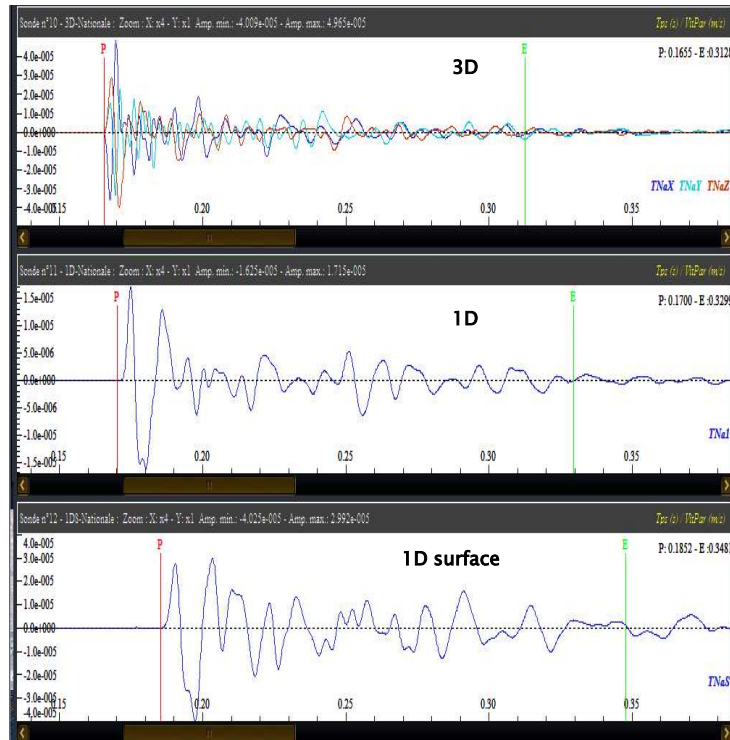 Sonde n°10 - 3D-Nationale : Zoom : X: x4 - Y: x1 Amp. min.: -4.009e-005 - Amp. max.: 4.965e-005 Tps (s) / VitPar (m/s)
P E P: 0.1655 - E :0.3128
3D
4.0e-005
3.0e-005
2.0e-005
1.0e-005
0.0e+000
-1.0e-005
-2.0e-005
-3.0e-005 TNaX TNaY TNaZ
-4.0e-005
0.15 0.20 0.25 0.30 0.35
Sonde n°11 - 1D-Nationale : Zoom : X: x4 - Y: x1 Amp. min.: -1.625e-005 - Amp. max.: 1.715e-005 Tps (s) / VitPar (m/s)
P E P: 0.1700 - E :0.3299
1D
1.5e-005
1.0e-005
5.0e-006
0.0e+000
-5.0e-006
-1.0e-005 TNa1
-1.5e-005
0.15 0.20 0.25 0.30 0.35
Sonde n°12 - 1DS-Nationale : Zoom : X: x4 - Y: x1 Amp. min.: -4.025e-005 - Amp. max.: 2.992e-005 Tps (s) / VitPar (m/s)
P E P: 0.1852 - E :0.3481
1D surface
4.0e-005
3.0e-005
2.0e-005
1.0e-005
0.0e+000
-1.0e-005
-2.0e-005 TNaS
-3.0e-005
-4.0e-005
0.15 0.20 0.25 0.30 0.35